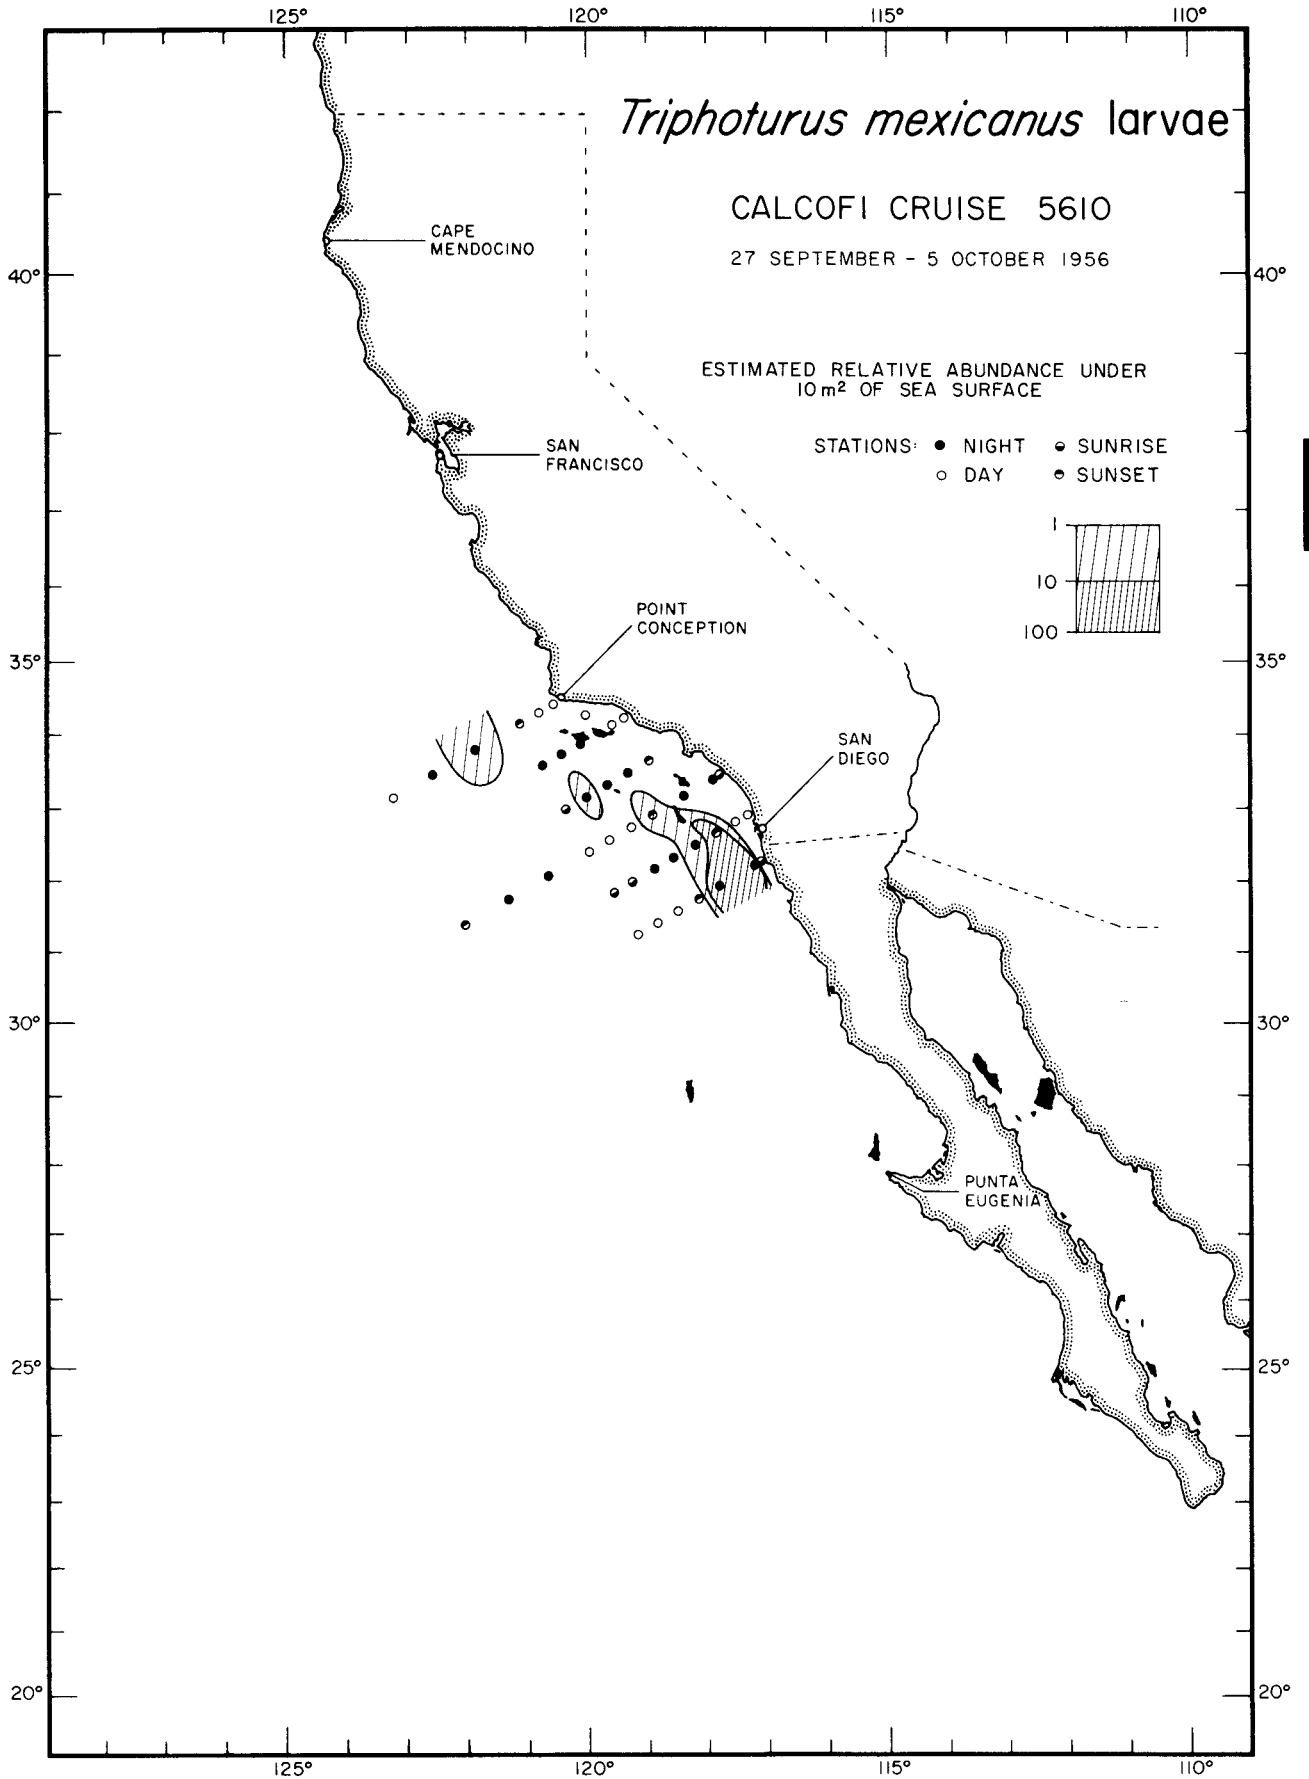 125° 120° 115° 110°
Triphoturus mexicanus larvae
CALCOFI CRUISE 5610
27 SEPTEMBER – 5 OCTOBER 1956
CAPE
MENDOCINO
40° 40°
ESTIMATED RELATIVE ABUNDANCE UNDER
10 m² OF SEA SURFACE
STATIONS: ● NIGHT ◒ SUNRISE
○ DAY ◓ SUNSET
SAN
FRANCISCO
1
10
100
POINT
CONCEPTION
35° 35°
SAN
DIEGO
30° 30°
PUNTA
EUGENIA
25° 25°
20° 20°
125° 120° 115° 110°